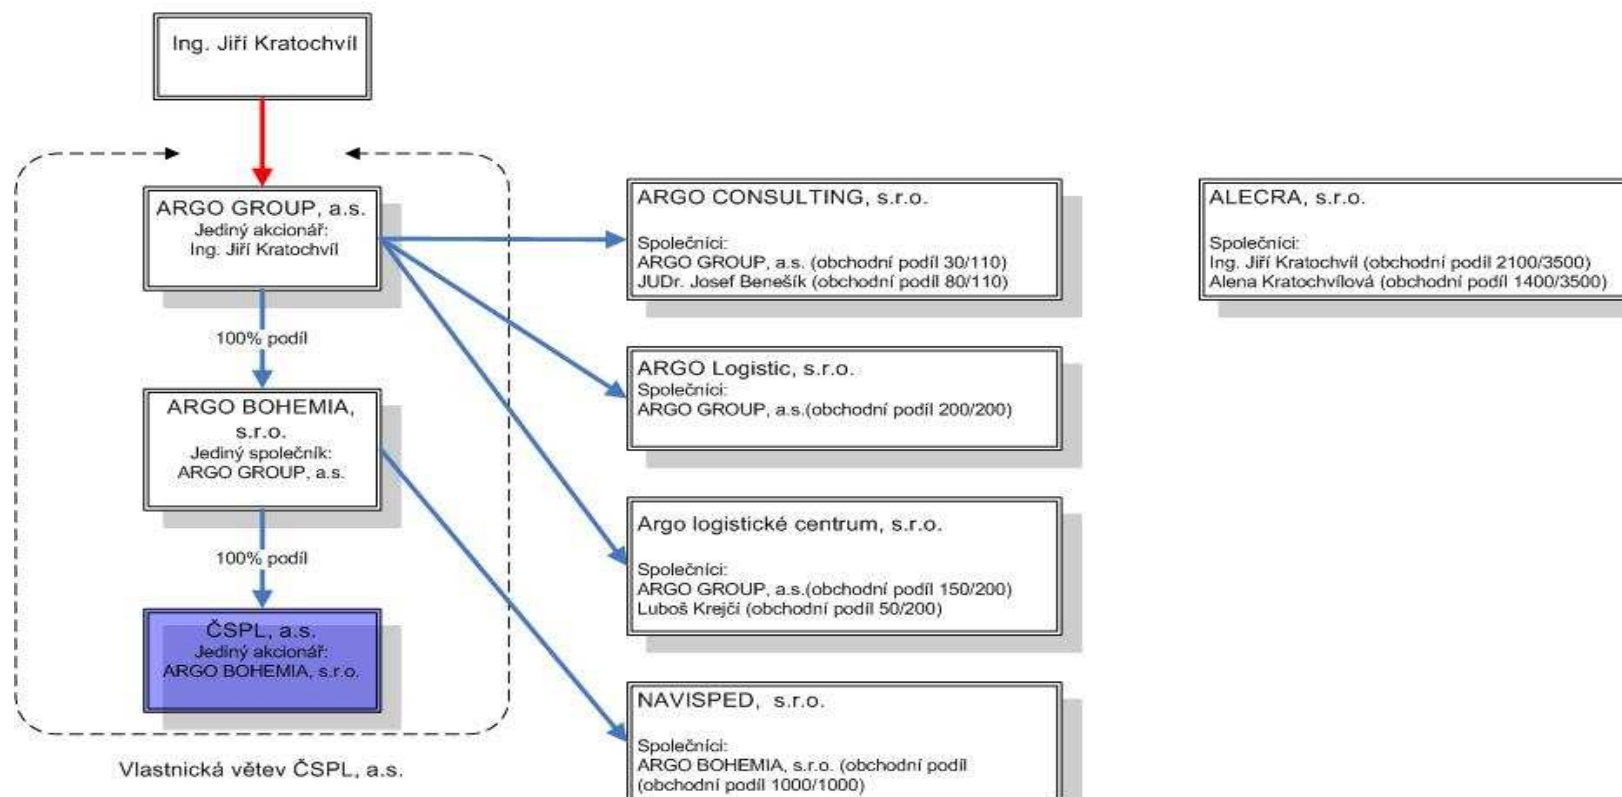 Ing. Jiří Kratochvíl
ARGO GROUP, a.s.
Jediný akcionář:
Ing. Jiří Kratochvíl
100% podíl
ARGO BOHEMIA,
s.r.o.
Jediný společník:
ARGO GROUP, a.s.
100% podíl
ČSPL, a.s.
Jediný akcionář:
ARGO BOHEMIA, s.r.o.
Vlastnická větev ČSPL, a.s.
ARGO CONSULTING, s.r.o.
Společníci:
ARGO GROUP, a.s. (obchodní podíl 30/110)
JUDr. Josef Benešík (obchodní podíl 80/110)
ARGO Logistic, s.r.o.
Společníci:
ARGO GROUP, a.s.(obchodní podíl 200/200)
Argo logistické centrum, s.r.o.
Společníci:
ARGO GROUP, a.s.(obchodní podíl 150/200)
Luboš Krejčí (obchodní podíl 50/200)
NAVISPED, s.r.o.
Společníci:
ARGO BOHEMIA, s.r.o. (obchodní podíl
(obchodní podíl 1000/1000)
ALECRA, s.r.o.
Společníci:
Ing. Jiří Kratochvíl (obchodní podíl 2100/3500)
Alena Kratochvílová (obchodní podíl 1400/3500)